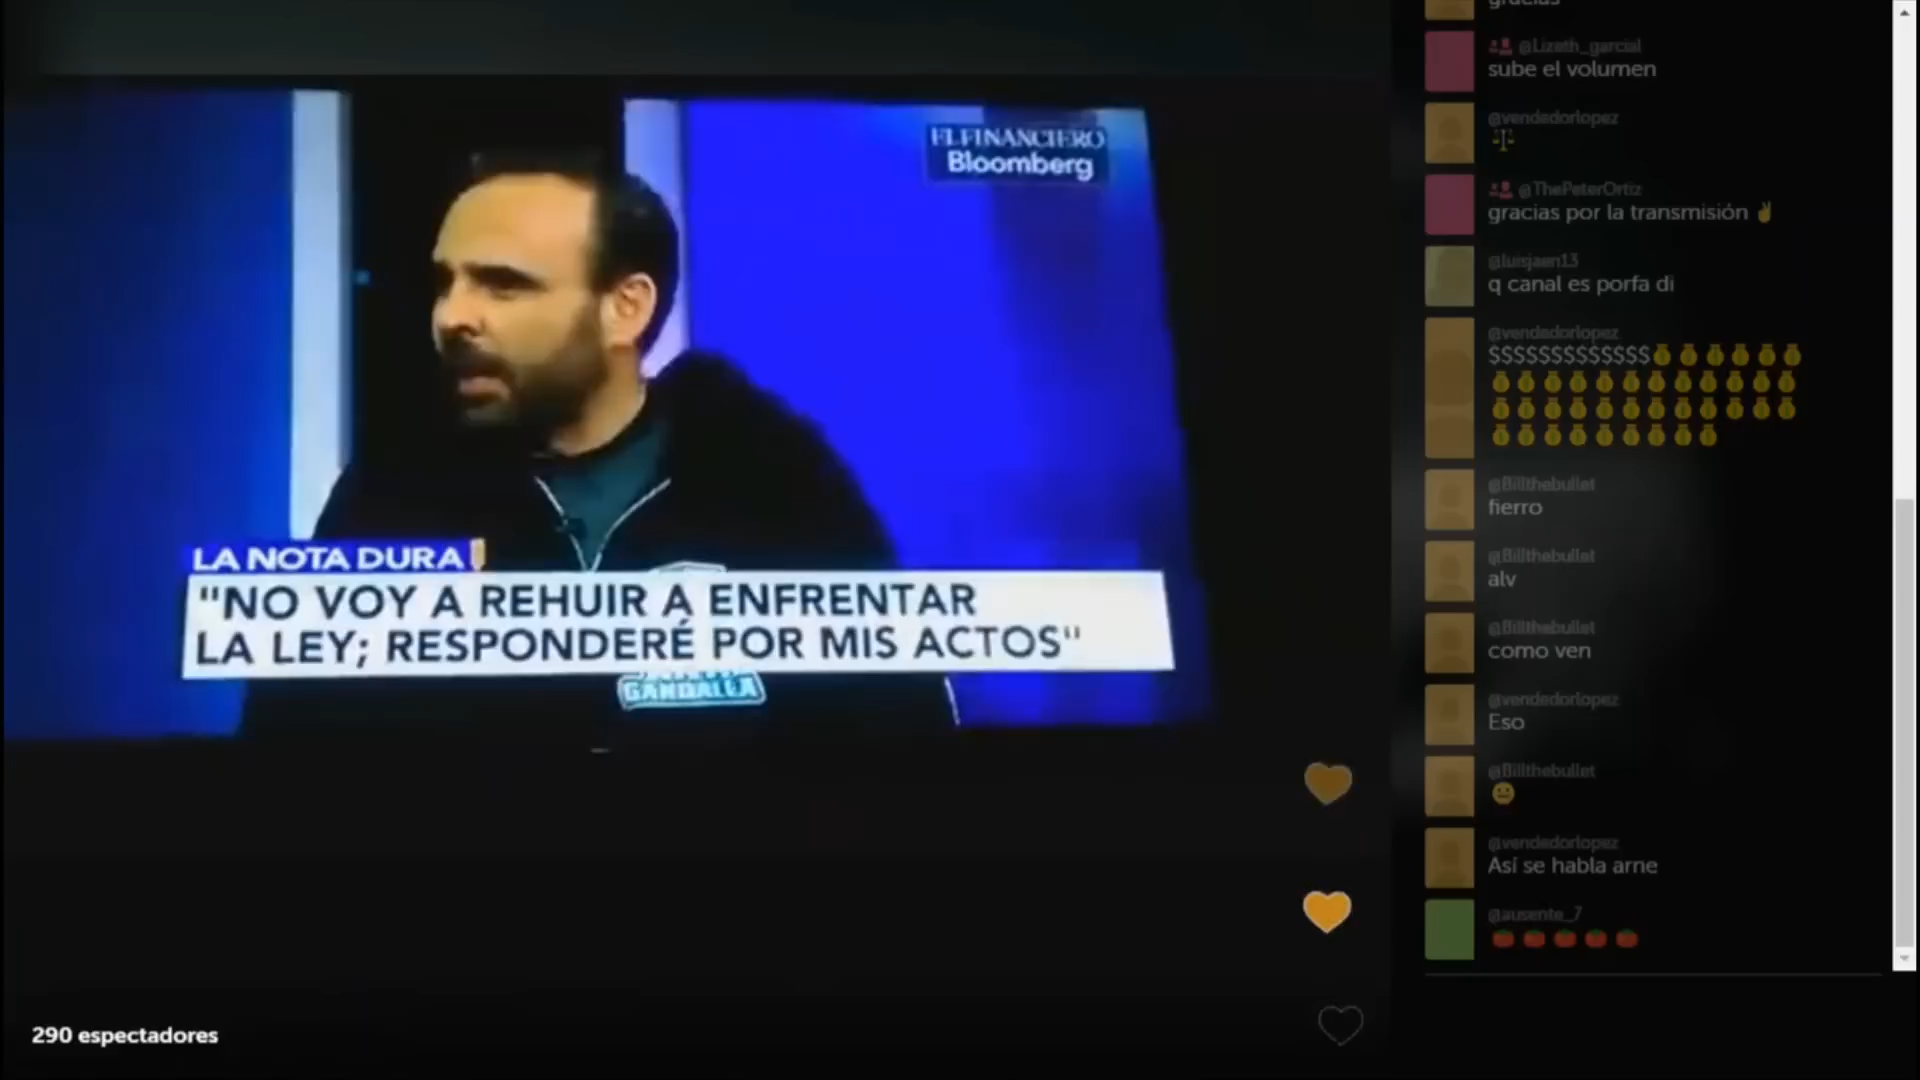 EL FINANCIERO
Bloomberg
LA NOTA DURA
"NO VOY A REHUIR A ENFRENTAR
LA LEY; RESPONDERÉ POR MIS ACTOS"
GANDALLA
290 espectadores
gracias
@Lizeth_garcial
sube el volumen
@vendedorlopez
@ThePeterOrtiz
gracias por la transmisión
@luisjaen13
q canal es porfa di
@vendedorlopez
$$$$$$$$$$$$$
@Billthebullet
fierro
@Billthebullet
alv
@Billthebullet
como ven
@vendedorlopez
Eso
@Billthebullet
@vendedorlopez
Así se habla arne
@ausente_7